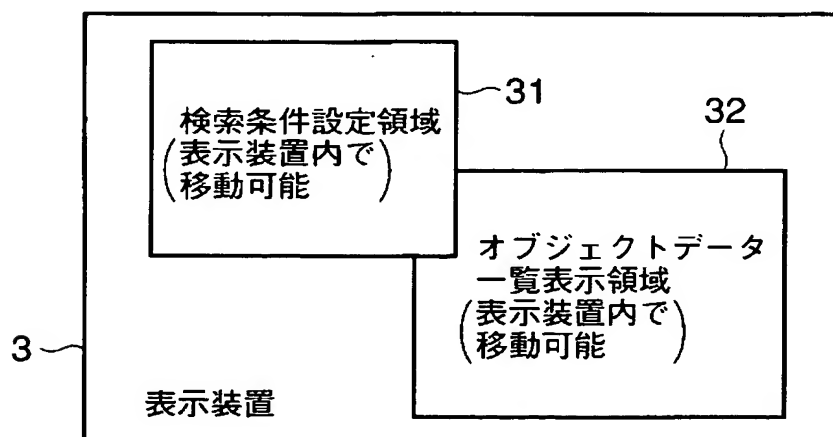 31
検索条件設定領域
(表示装置内で
移動可能)
32
オブジェクトデータ
一覧表示領域
(表示装置内で
移動可能)
3
表示装置